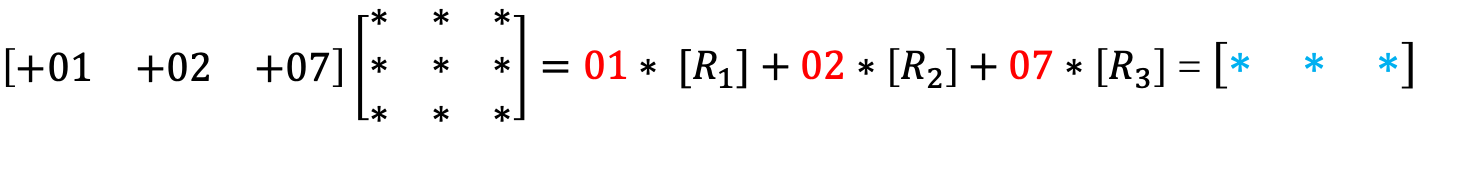 * * *
[+01 +02 +07] [* * *] = 01 * [R₁] + 02 * [R₂] + 07 * [R₃] = [* * *]
* * *